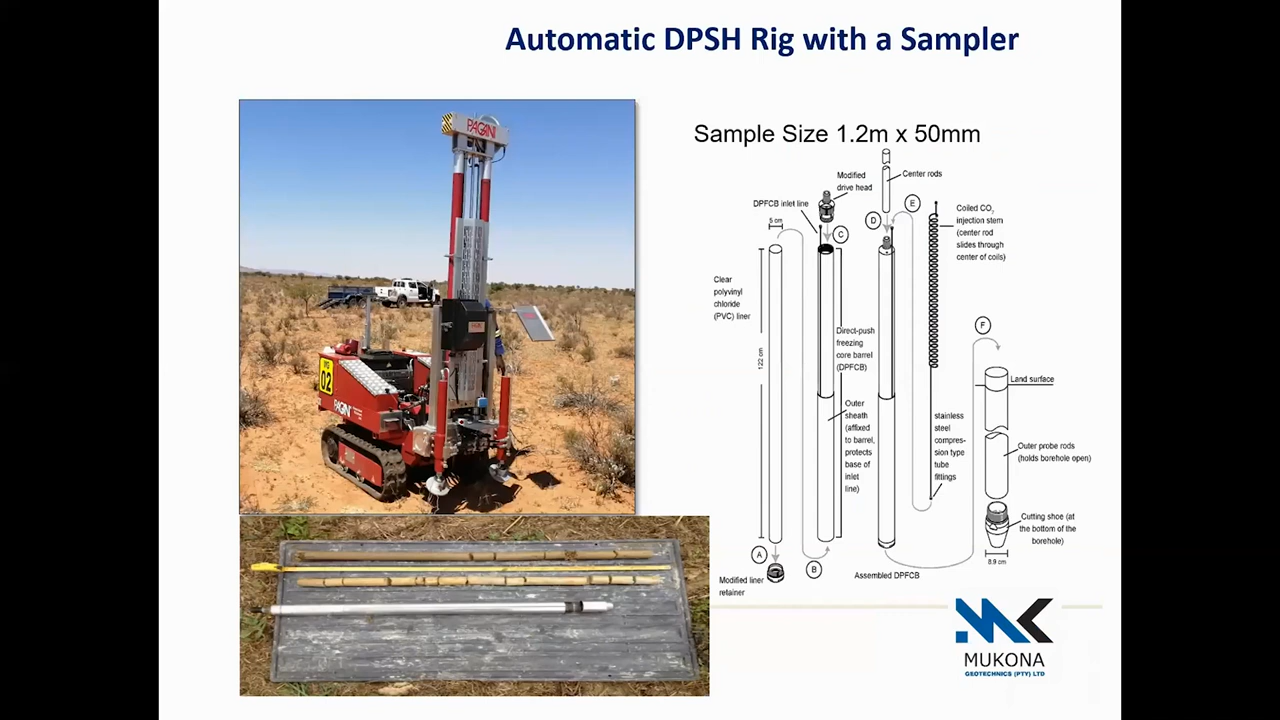 Automatic DPSH Rig with a Sampler
PAGANI
02
PAGANI
Sample Size 1.2m x 50mm
Center rods
Modified
drive head
DPFCB inlet line
5 cm
C
D
E
Coiled CO2
injection stem
(center rod
slides through
center of coils)
Clear
polyvinyl
chloride
(PVC) liner
122 cm
Direct-push
freezing
core barrel
(DPFCB)
Outer
sheath
(affixed
to barrel,
protects
base of
inlet
line)
F
Land surface
stainless
steel
compres-
sion type
tube
fittings
Outer probe rods
(holds borehole open)
Cutting shoe (at
the bottom of the
borehole)
8.9 cm
A
B
Modified liner
retainer
Assembled DPFCB
MUKONA
GEOTECHNICS (PTY) LTD